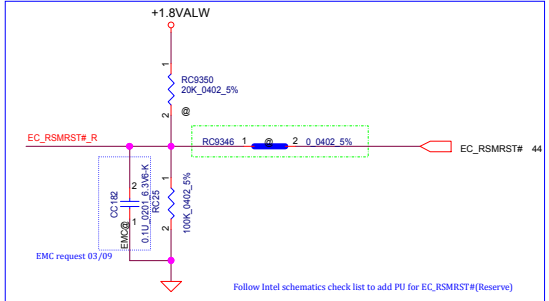 +1.8VALW
1
RC9350
20K_0402_5%
2
@
EC_RSMRST#_R
RC9346 1 @ 2 0_0402_5%
EC_RSMRST# 44
2
CC182
1
EMC@
0.1U_0201_6.3V6-K
RC25
1
100K_0402_5%
2
EMC request 03/09
Follow Intel schematics check list to add PU for EC_RSMRST#(Reserve)